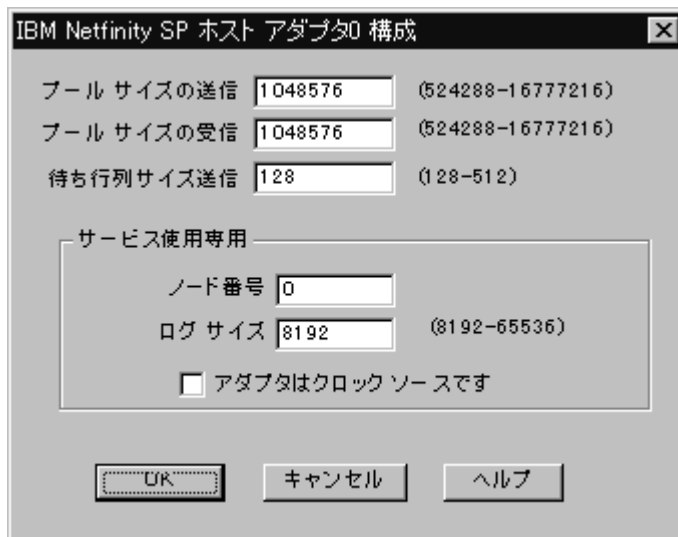 IBM Netfinity SP ホスト アダプタ0 構成
プール サイズの送信 1048576 (524288-16777216)
プール サイズの受信 1048576 (524288-16777216)
待ち行列サイズ送信 128 (128-512)
サービス使用専用
ノード番号 0
ログ サイズ 8192 (8192-65536)
アダプタはクロック ソースです
OK キャンセル ヘルプ